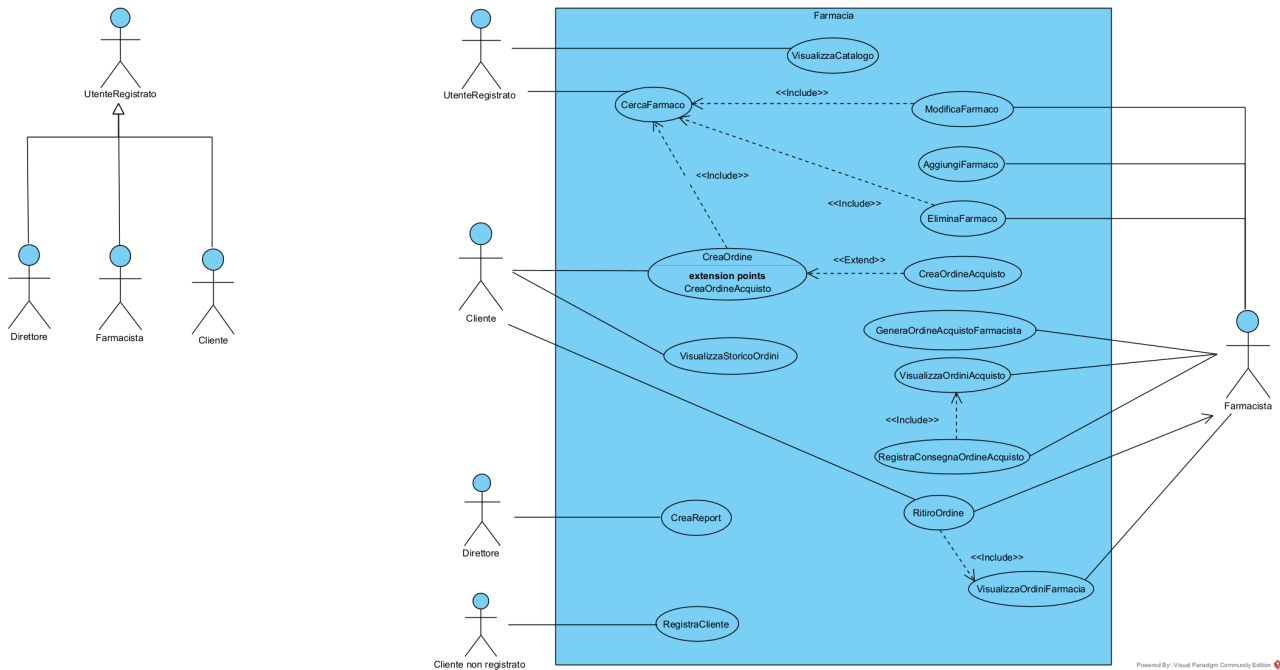 Farmacia
VisualizzaCatalogo
UtenteRegistrato
UtenteRegistrato
<<Include>>
CercaFarmaco
ModificaFarmaco
AggiungiFarmaco
<<Include>>
<<Include>>
EliminaFarmaco
CreaOrdine
<<Extend>>
extension points
CreaOrdineAcquisto
CreaOrdineAcquisto
Cliente
Direttore
Farmacista
Cliente
GeneraOrdineAcquistoFarmacista
VisualizzaStoricoOrdini
VisualizzaOrdiniAcquisto
Farmacista
<<Include>>
RegistraConsegnaOrdineAcquisto
RitiroOrdine
CreaReport
Direttore
<<Include>>
VisualizzaOrdiniFarmacia
RegistraCliente
Cliente non registrato
Powered By: Visual Paradigm Community Edition